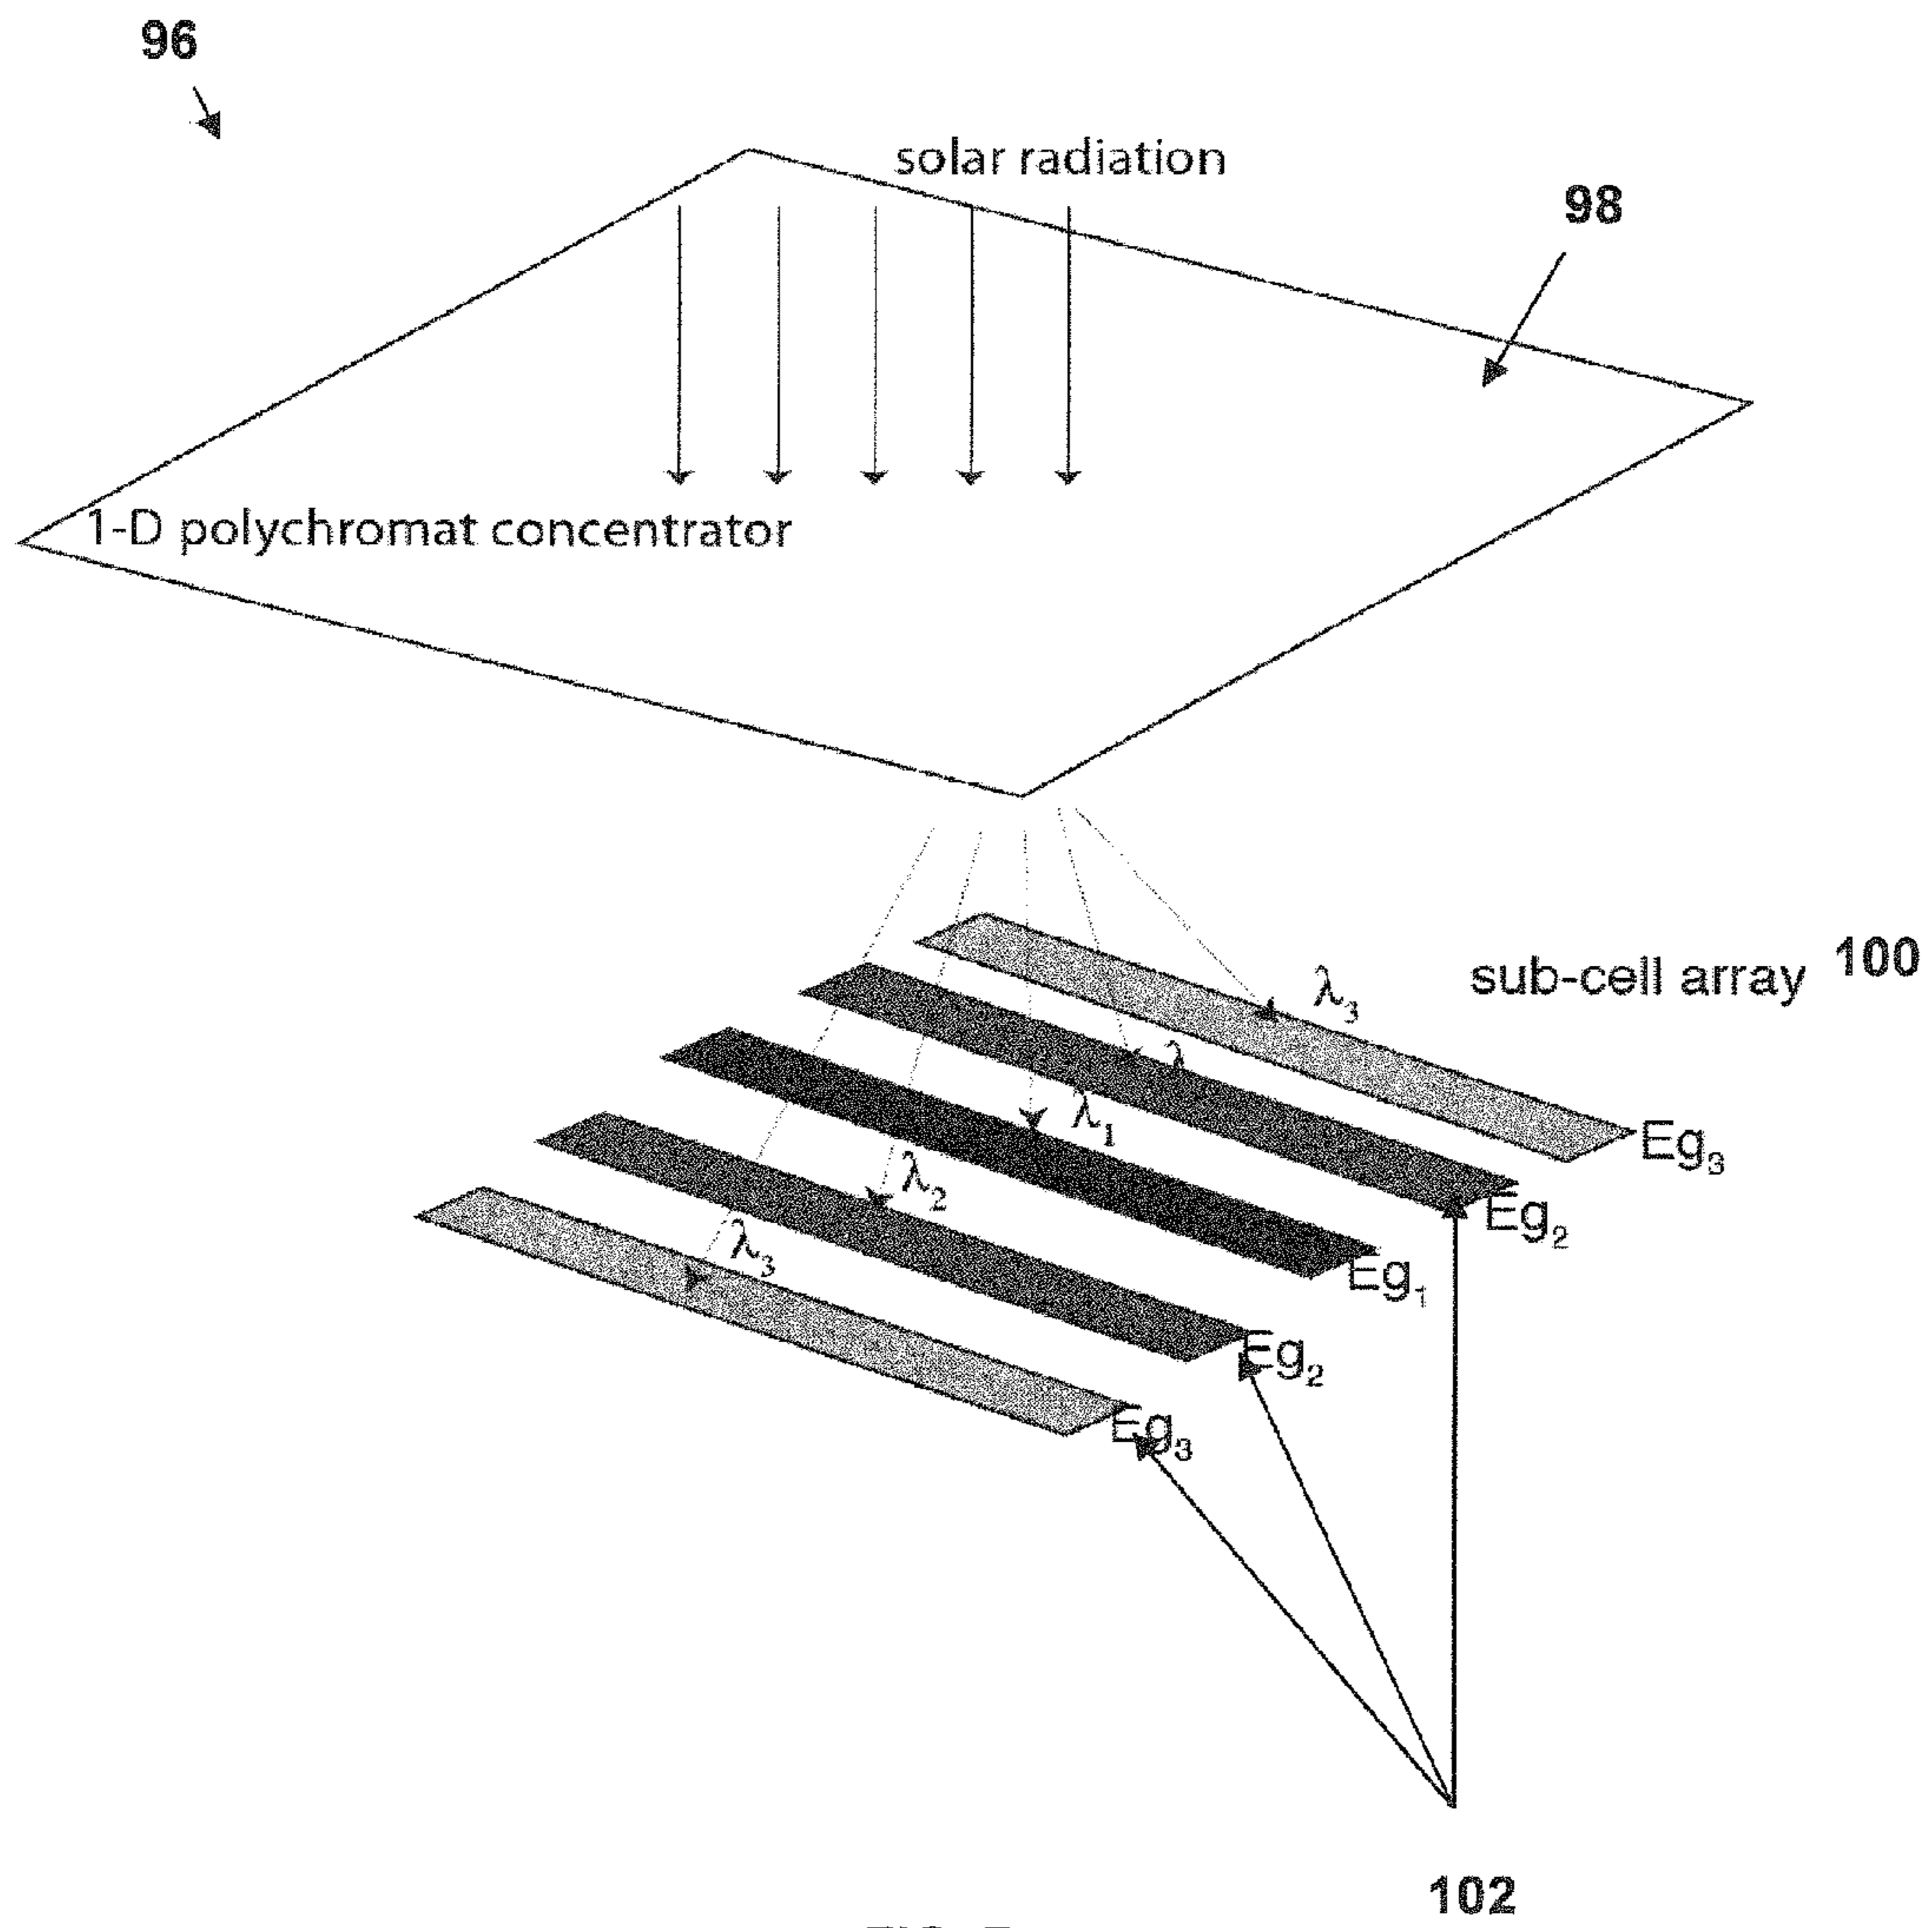 96
solar radiation
98
1-D polychromat concentrator
λ3
sub-cell array 100
λ
λ1
Eg3
λ2
Eg2
λ3
Eg1
Eg2
Eg3
102